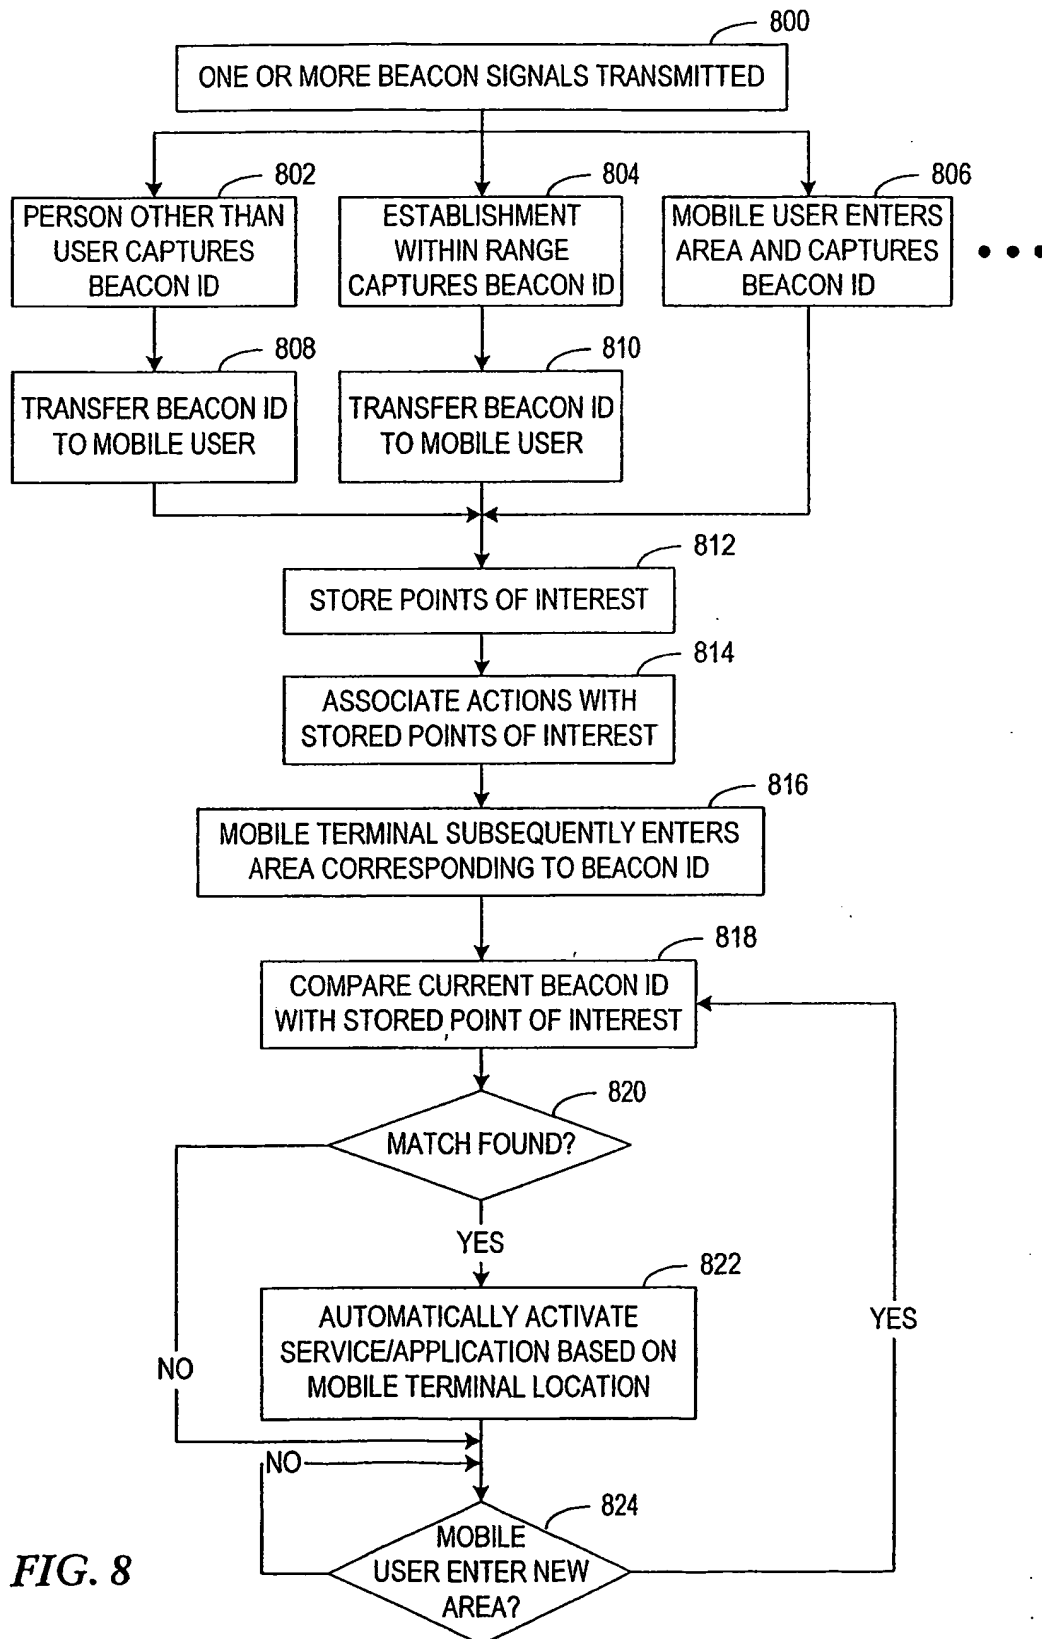 800
ONE OR MORE BEACON SIGNALS TRANSMITTED
802
PERSON OTHER THAN
USER CAPTURES
BEACON ID
804
ESTABLISHMENT
WITHIN RANGE
CAPTURES BEACON ID
806
MOBILE USER ENTERS
AREA AND CAPTURES
BEACON ID
808
TRANSFER BEACON ID
TO MOBILE USER
810
TRANSFER BEACON ID
TO MOBILE USER
812
STORE POINTS OF INTEREST
814
ASSOCIATE ACTIONS WITH
STORED POINTS OF INTEREST
816
MOBILE TERMINAL SUBSEQUENTLY ENTERS
AREA CORRESPONDING TO BEACON ID
818
COMPARE CURRENT BEACON ID
WITH STORED POINT OF INTEREST
820
MATCH FOUND?
YES
822
AUTOMATICALLY ACTIVATE
SERVICE/APPLICATION BASED ON
MOBILE TERMINAL LOCATION
YES
NO
NO
824
MOBILE
USER ENTER NEW
AREA?
FIG. 8